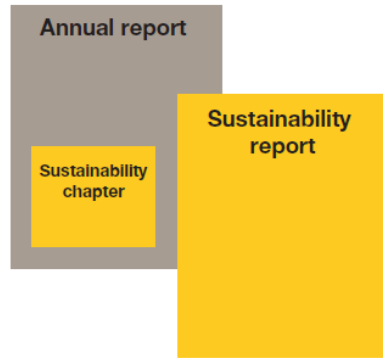 Annual report
Sustainability
report
Sustainability
chapter